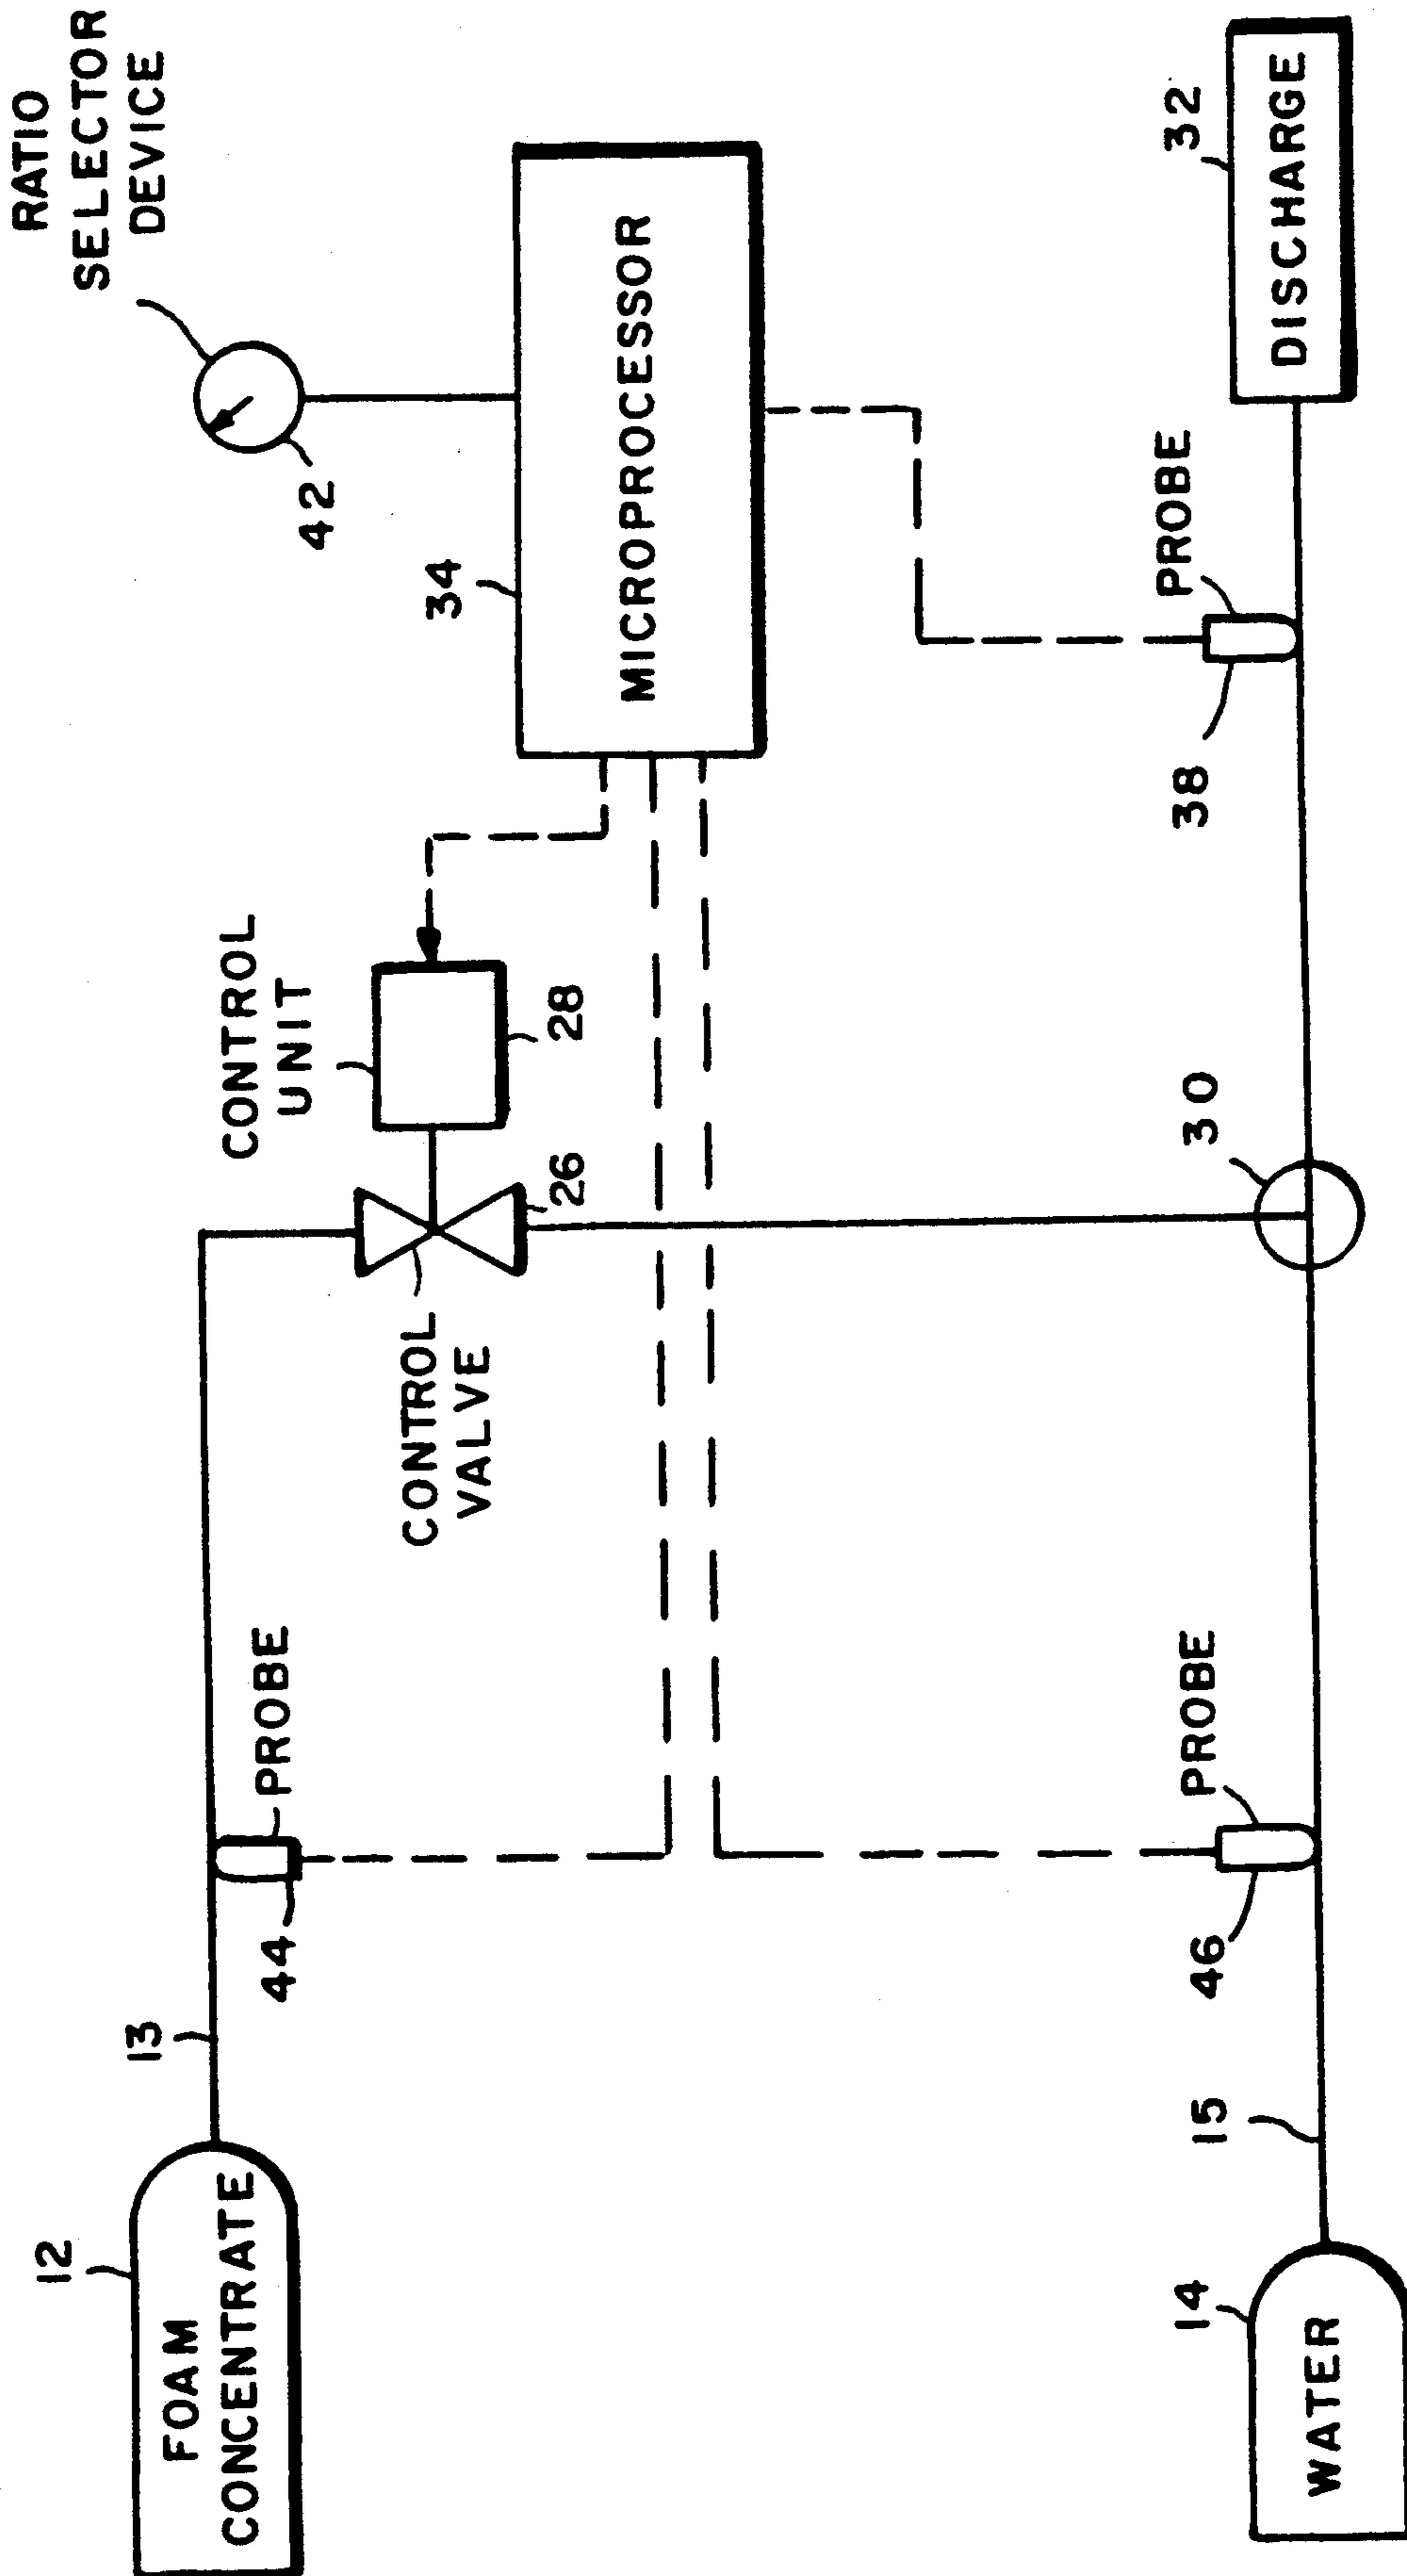 RATIO
SELECTOR
DEVICE
42
34
MICROPROCESSOR
32
DISCHARGE
PROBE
38
CONTROL
UNIT
28
26
CONTROL
VALVE
30
PROBE
44
PROBE
46
13
15
12
FOAM
CONCENTRATE
14
WATER